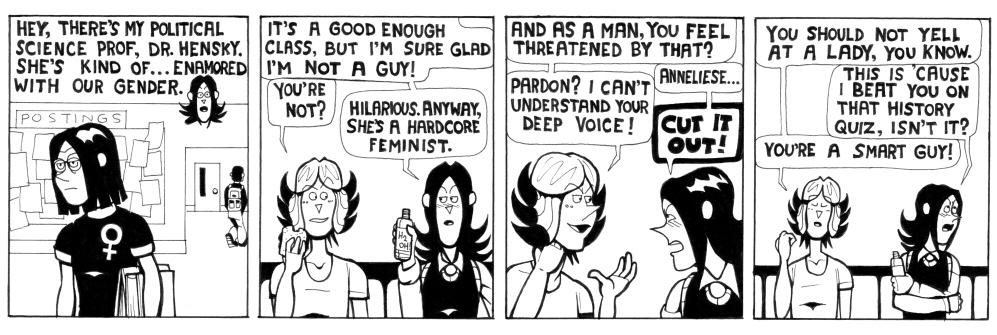 HEY, THERE'S MY POLITICAL
SCIENCE PROF, DR. HENSKY.
SHE'S KIND OF...ENAMORED
WITH OUR GENDER.
POSTINGS
IT'S A GOOD ENOUGH
CLASS, BUT I'M SURE GLAD
I'M NOT A GUY!
YOU'RE
NOT?
HILARIOUS. ANYWAY,
SHE'S A HARDCORE
FEMINIST.
AND AS A MAN, YOU FEEL
THREATENED BY THAT?
PARDON? I CAN'T
UNDERSTAND YOUR
DEEP VOICE!
ANNELIESE...
CUT IT
OUT!
YOU SHOULD NOT YELL
AT A LADY, YOU KNOW.
THIS IS 'CAUSE
I BEAT YOU ON
THAT HISTORY
QUIZ, ISN'T IT?
YOU'RE A SMART GUY!